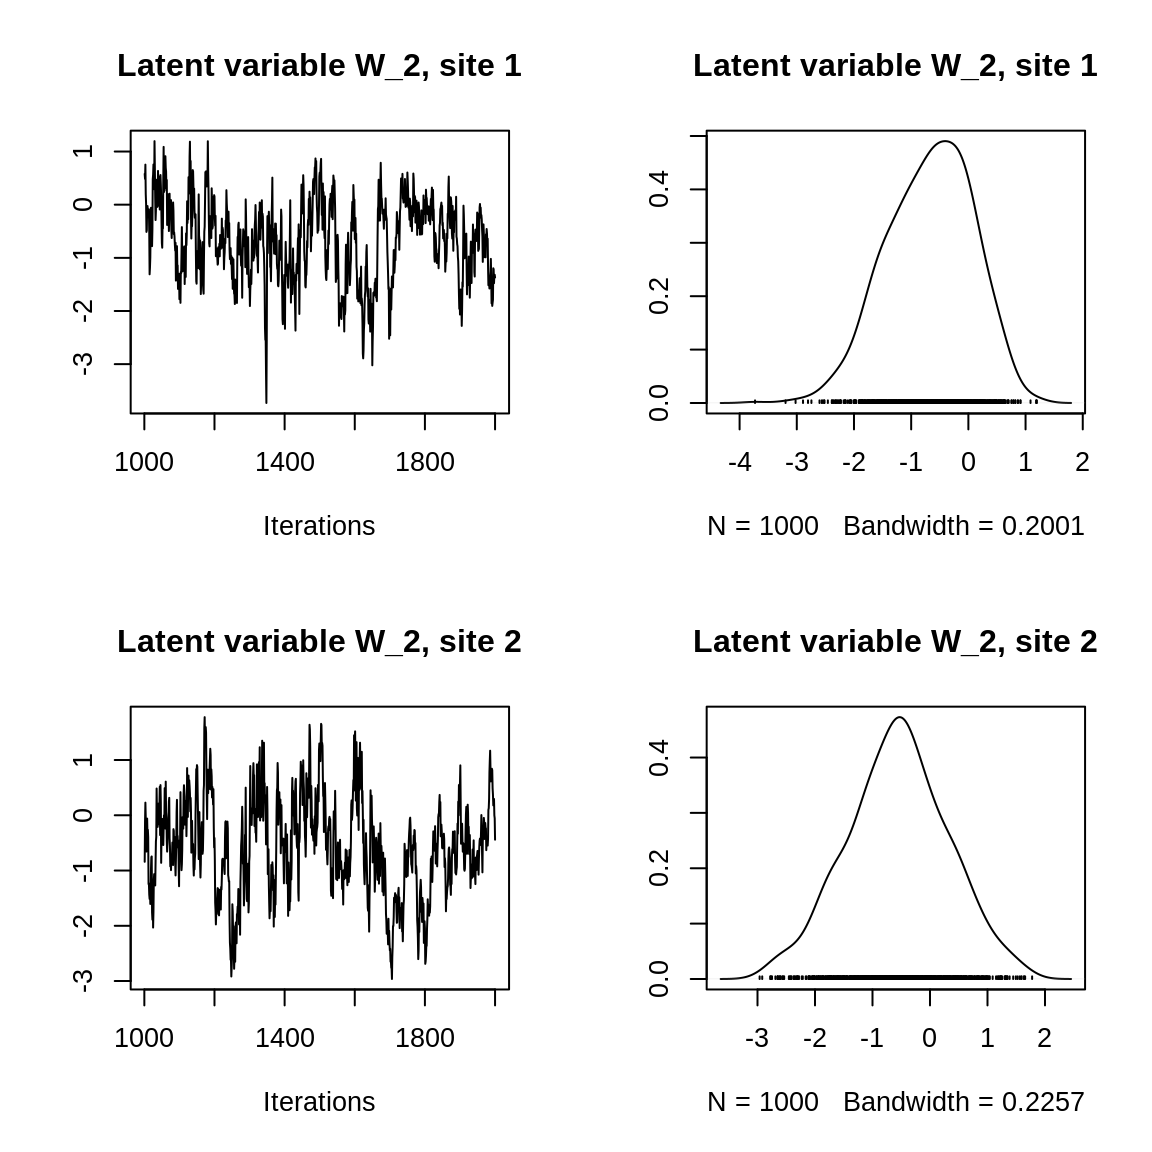 Latent variable W_2, site 1
1
0
-1
-2
-3
1000 1400 1800
Iterations
Latent variable W_2, site 1
0.4
0.2
0.0
-4 -3 -2 -1 0 1 2
N = 1000 Bandwidth = 0.2001
Latent variable W_2, site 2
1
0
-1
-2
-3
1000 1400 1800
Iterations
Latent variable W_2, site 2
0.4
0.2
0.0
-3 -2 -1 0 1 2
N = 1000 Bandwidth = 0.2257